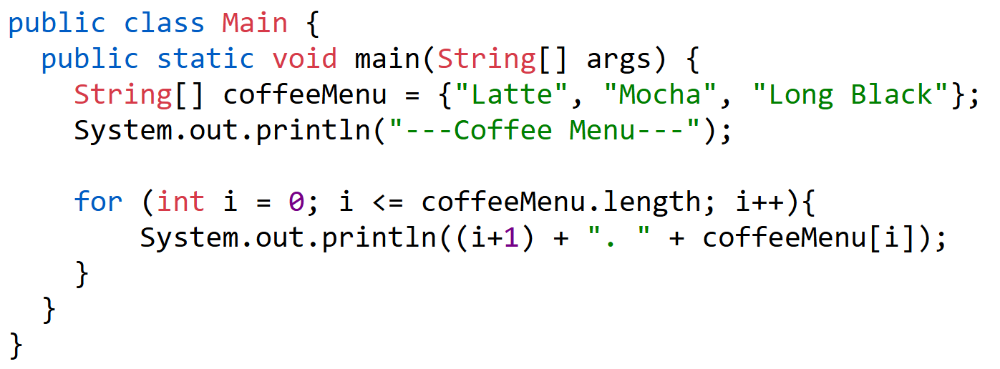 public class Main {
  public static void main(String[] args) {
    String[] coffeeMenu = {"Latte", "Mocha", "Long Black"};
    System.out.println("---Coffee Menu---");

    for (int i = 0; i <= coffeeMenu.length; i++){
        System.out.println((i+1) + ". " + coffeeMenu[i]);
    }
  }
}